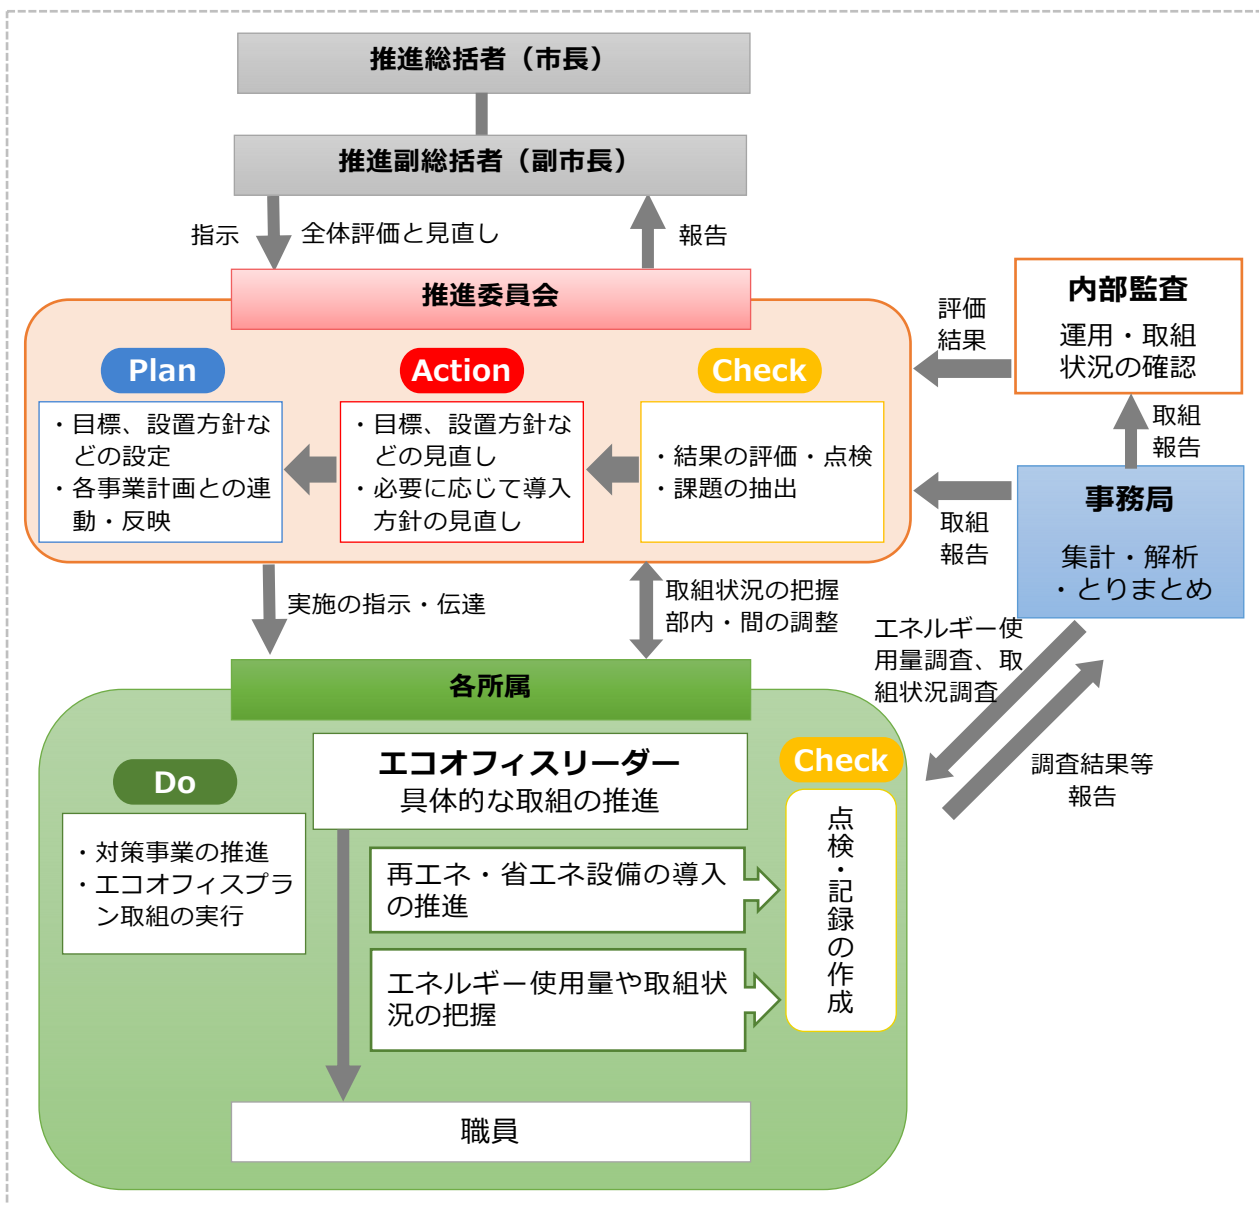 推進総括者（市長）
推進副総括者（副市長）
指示
全体評価と見直し
報告
推進委員会
Plan
・目標、設置方針な
どの設定
・各事業計画との連
動・反映
Action
・目標、設置方針な
どの見直し
・必要に応じて導入
方針の見直し
Check
・結果の評価・点検
・課題の抽出
評価
結果
内部監査
運用・取組
状況の確認
取組
報告
取組
報告
事務局
集計・解析
・とりまとめ
実施の指示・伝達
取組状況の把握
部内・間の調整
エネルギー使
用量調査、取
組状況調査
調査結果等
報告
各所属
Do
・対策事業の推進
・エコオフィスプラ
ン取組の実行
エコオフィスリーダー
具体的な取組の推進
再エネ・省エネ設備の導入
の推進
エネルギー使用量や取組状
況の把握
Check
点検・記録の作成
職員